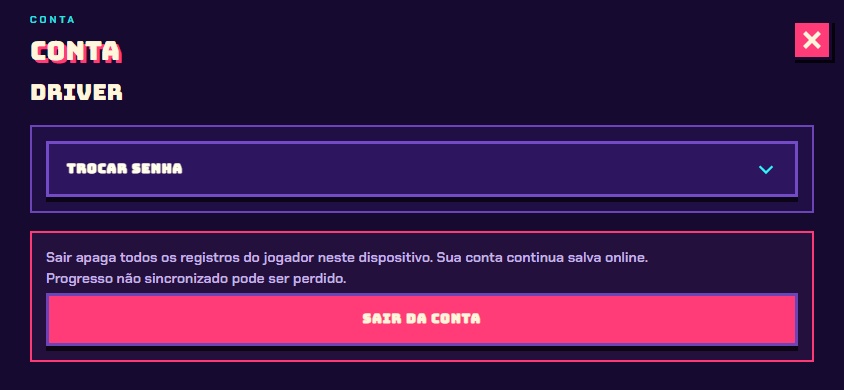 CONTA
CONTA
DRIVER
TROCAR SENHA
Sair apaga todos os registros do jogador neste dispositivo. Sua conta continua salva online.
Progresso não sincronizado pode ser perdido.
SAIR DA CONTA